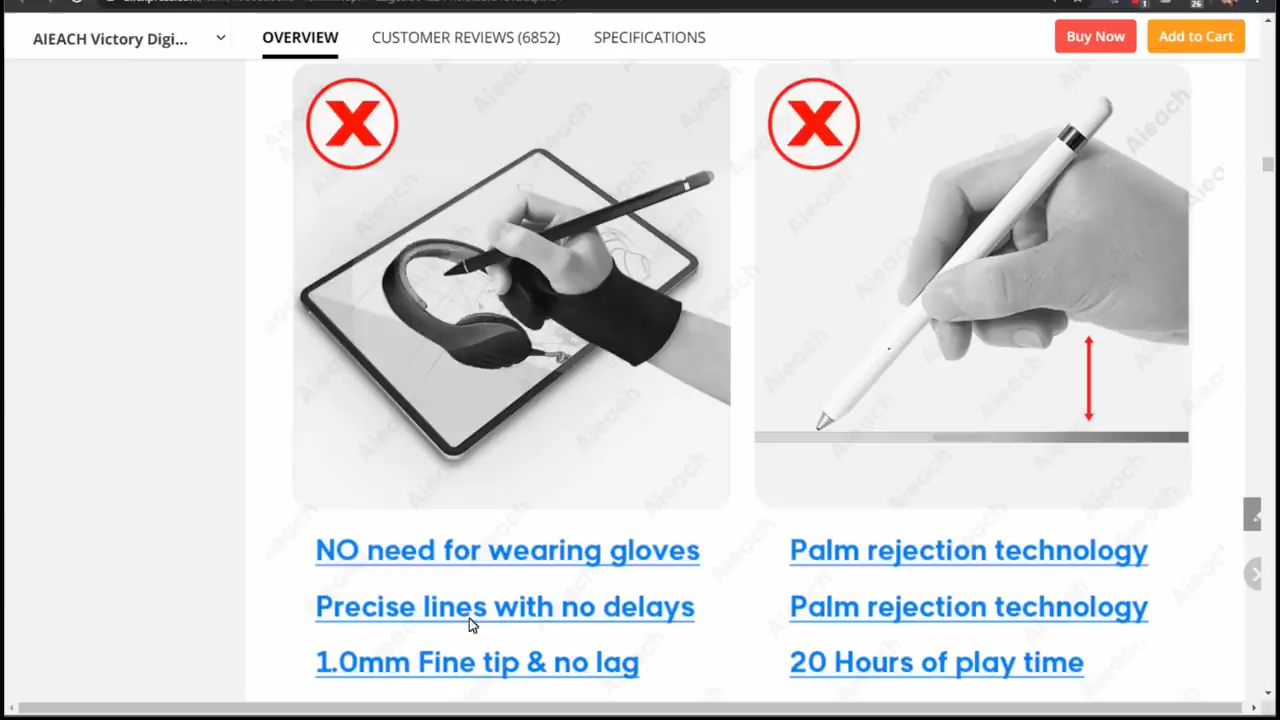 AIEACH Victory Digi...
OVERVIEW
CUSTOMER REVIEWS (6852)
SPECIFICATIONS
Buy Now
Add to Cart
X
X
NO need for wearing gloves
Palm rejection technology
Precise lines with no delays
Palm rejection technology
1.0mm Fine tip & no lag
20 Hours of play time
Aieach